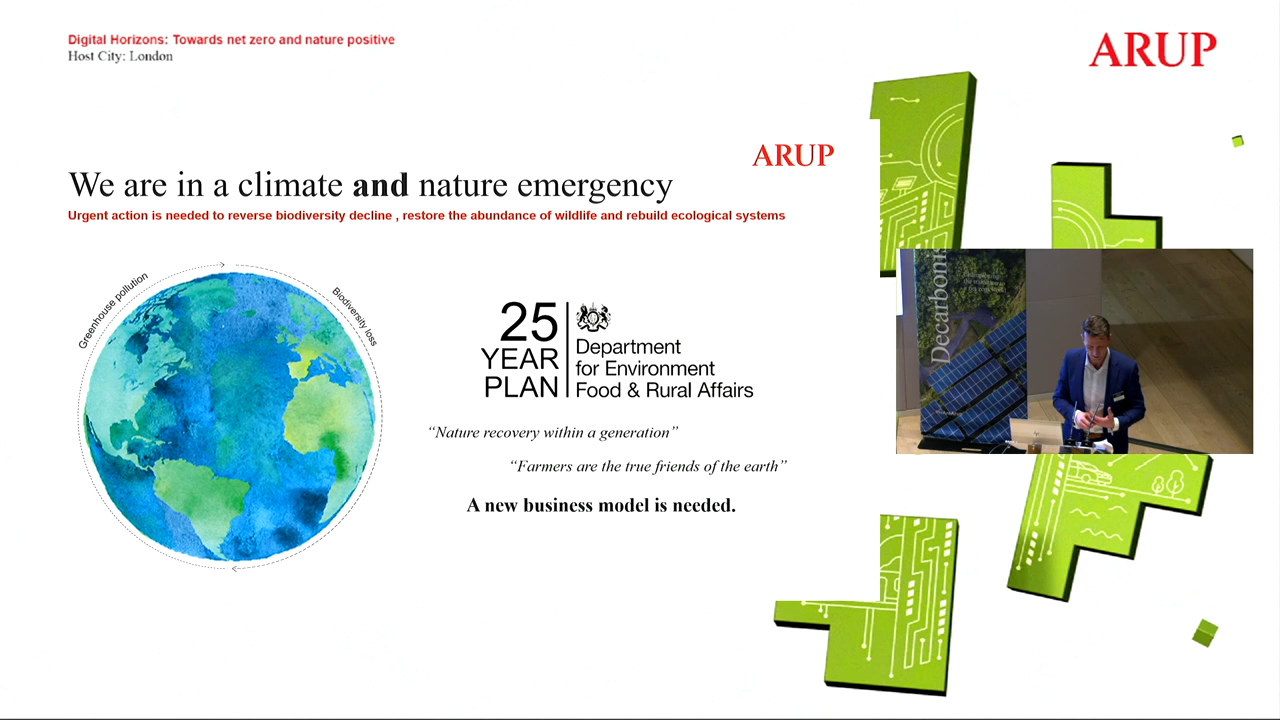 Digital Horizons: Towards net zero and nature positive
Host City: London
ARUP
ARUP
We are in a climate and nature emergency
Urgent action is needed to reverse biodiversity decline , restore the abundance of wildlife and rebuild ecological systems
Greenhouse pollution
Biodiversity loss
25
YEAR
PLAN
Department
for Environment
Food & Rural Affairs
“Nature recovery within a generation”
“Farmers are the true friends of the earth”
A new business model is needed.
Decarbonis